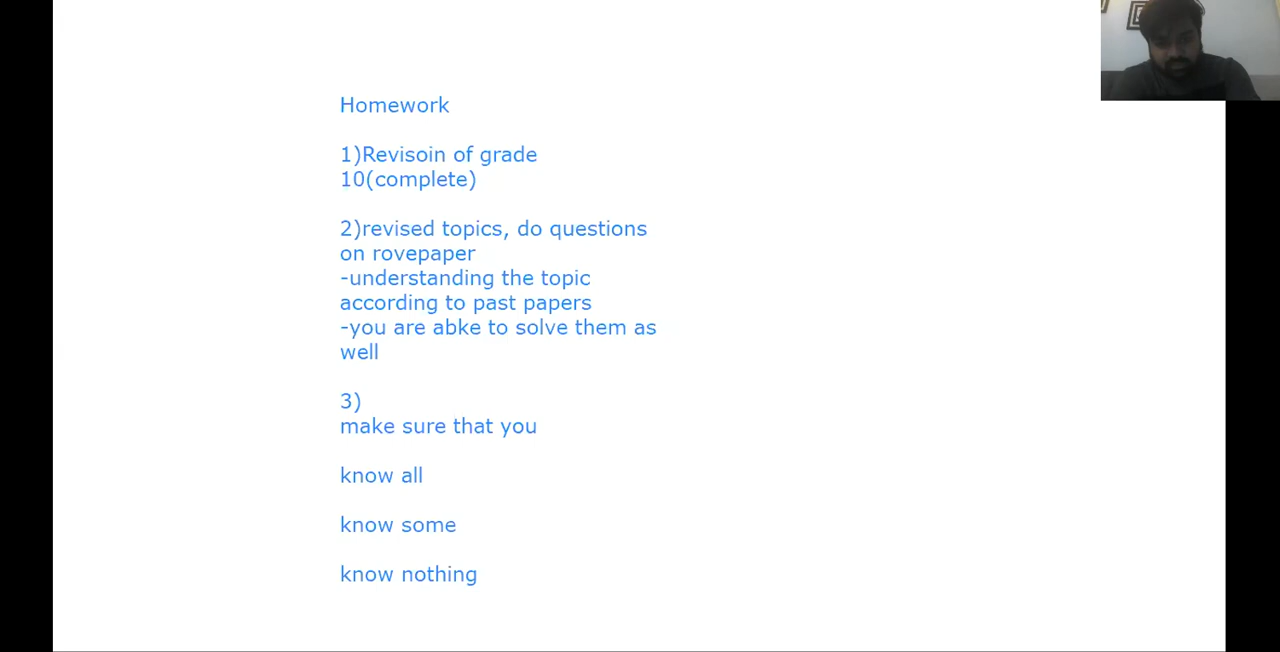 Homework
1)Revisoin of grade
10(complete)
2)revised topics, do questions
on rovepaper
-understanding the topic
according to past papers
-you are abke to solve them as
well
3)
make sure that you
know all
know some
know nothing